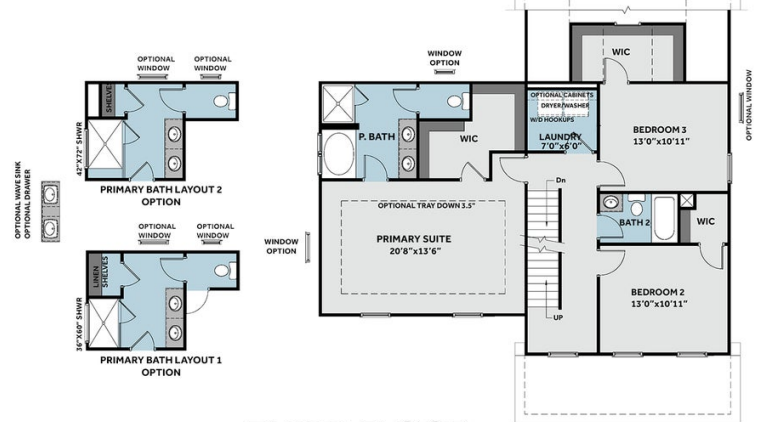 OPTIONAL
WINDOW
OPTIONAL
WINDOW
SHELVES
42"X72" SHWR
PRIMARY BATH LAYOUT 2
OPTION
OPTIONAL WAVE SINK
OPTIONAL DRAWER
OPTIONAL
WINDOW
OPTIONAL
WINDOW
LINEN
SHELVES
36"X60" SHWR
PRIMARY BATH LAYOUT 1
OPTION
WINDOW
OPTION
WIC
OPTIONAL WINDOW
OPTIONAL CABINETS
DRYER/WASHER
W/D HOOKUPS
LAUNDRY
7'0"x6'0"
P. BATH
WIC
BEDROOM 3
13'0"x10'11"
Dn
OPTIONAL TRAY DOWN 3.5"
BATH 2
WIC
WINDOW
OPTION
PRIMARY SUITE
20'8"x13'6"
BEDROOM 2
13'0"x10'11"
UP